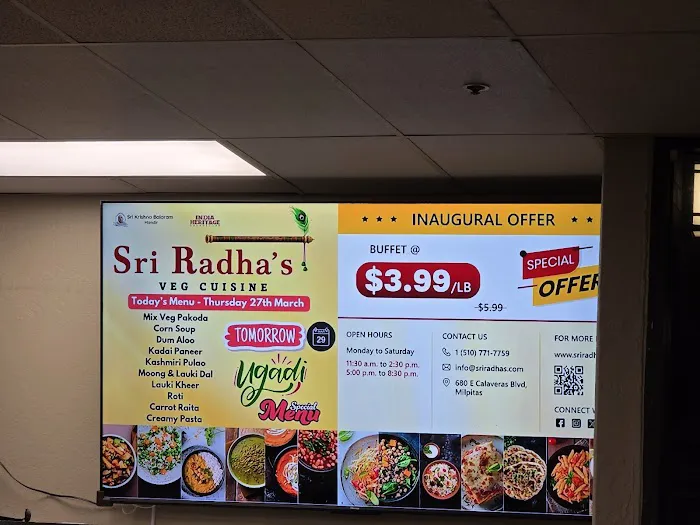 Sri Krishna Balaram
Mandir
INDIA
HERITAGE
Sri Radha's
VEG CUISINE
Today's Menu - Thursday 27th March
Mix Veg Pakoda
Corn Soup
Dum Aloo
Kadai Paneer
Kashmiri Pulao
Moong & Lauki Dal
Lauki Kheer
Roti
Carrot Raita
Creamy Pasta
TOMORROW
29
Ugadi
Special
Menu
INAUGURAL OFFER
BUFFET @
$3.99/LB
$5.99
SPECIAL
OFFER
OPEN HOURS
Monday to Saturday
11:30 a.m. to 2:30 p.m.
5:00 p.m. to 8:30 p.m.
CONTACT US
1 (510) 771-7759
info@sriradhas.com
680 E Calaveras Blvd,
Milpitas
FOR MORE
www.sriradh
CONNECT